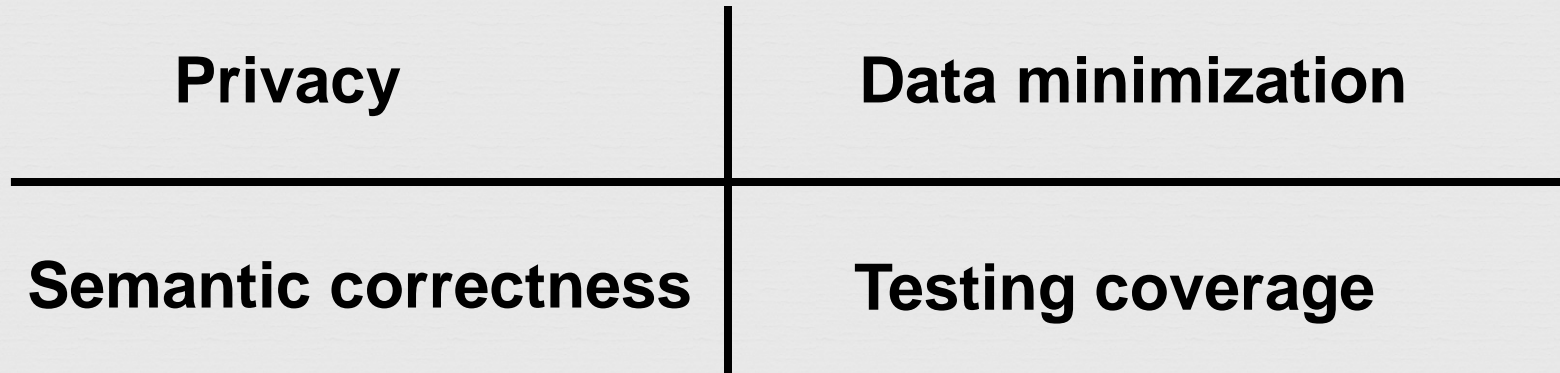 Privacy
Data minimization
Semantic correctness
Testing coverage